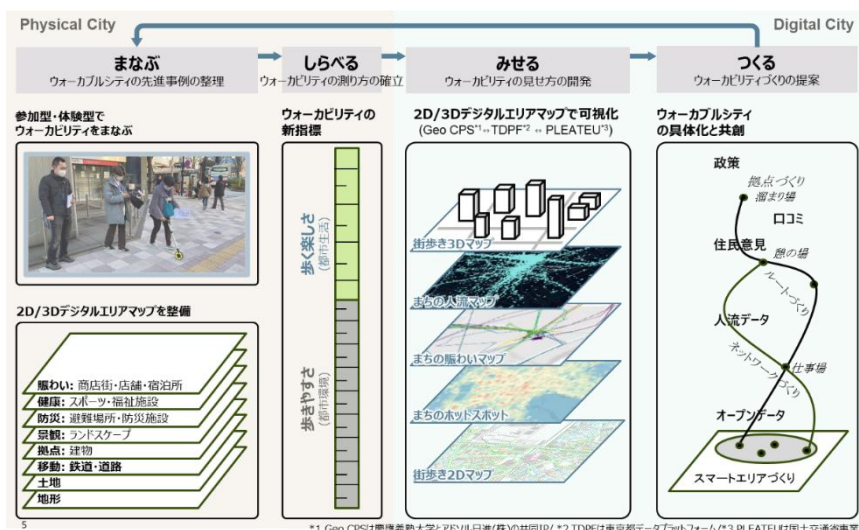 Physical City
Digital City
まなぶ
ウォーカブルシティの先進事例の整理
しらべる
ウォーカビリティの測り方の確立
みせる
ウォーカビリティの見せ方の開発
つくる
ウォーカビリティづくりの提案
参加型・体験型で
ウォーカビリティをまなぶ
2D/3Dデジタルエリアマップを整備
賑わい: 商店街・店舗・宿泊所
健康: スポーツ・福祉施設
防災: 避難場所・防災施設
景観: ランドスケープ
拠点: 建物
移動: 鉄道・道路
土地
地形
ウォーカビリティの
新指標
歩く楽しさ
(都市生活)
歩きやすさ
(都市環境)
2D/3Dデジタルエリアマップで可視化
(Geo CPS*1↔TDPF*2 ↔ PLEATEU*3)
街歩き3Dマップ
まちの人流マップ
まちの賑わいマップ
まちのホットスポット
街歩き2Dマップ
ウォーカブルシティ
の具体化と共創
政策
拠点づくり
溜まり場
口コミ
住民意見
憩の場
ルートづくり
人流データ
ネットワークづくり
仕事場
オープンデータ
スマートエリアづくり
5
*1 Geo CPSは慶應義塾大学とアドソル日進(株)の共同IP/ *2 TDPFは東京都データプラットフォーム/*3 PLEATEUは国土交通省事業